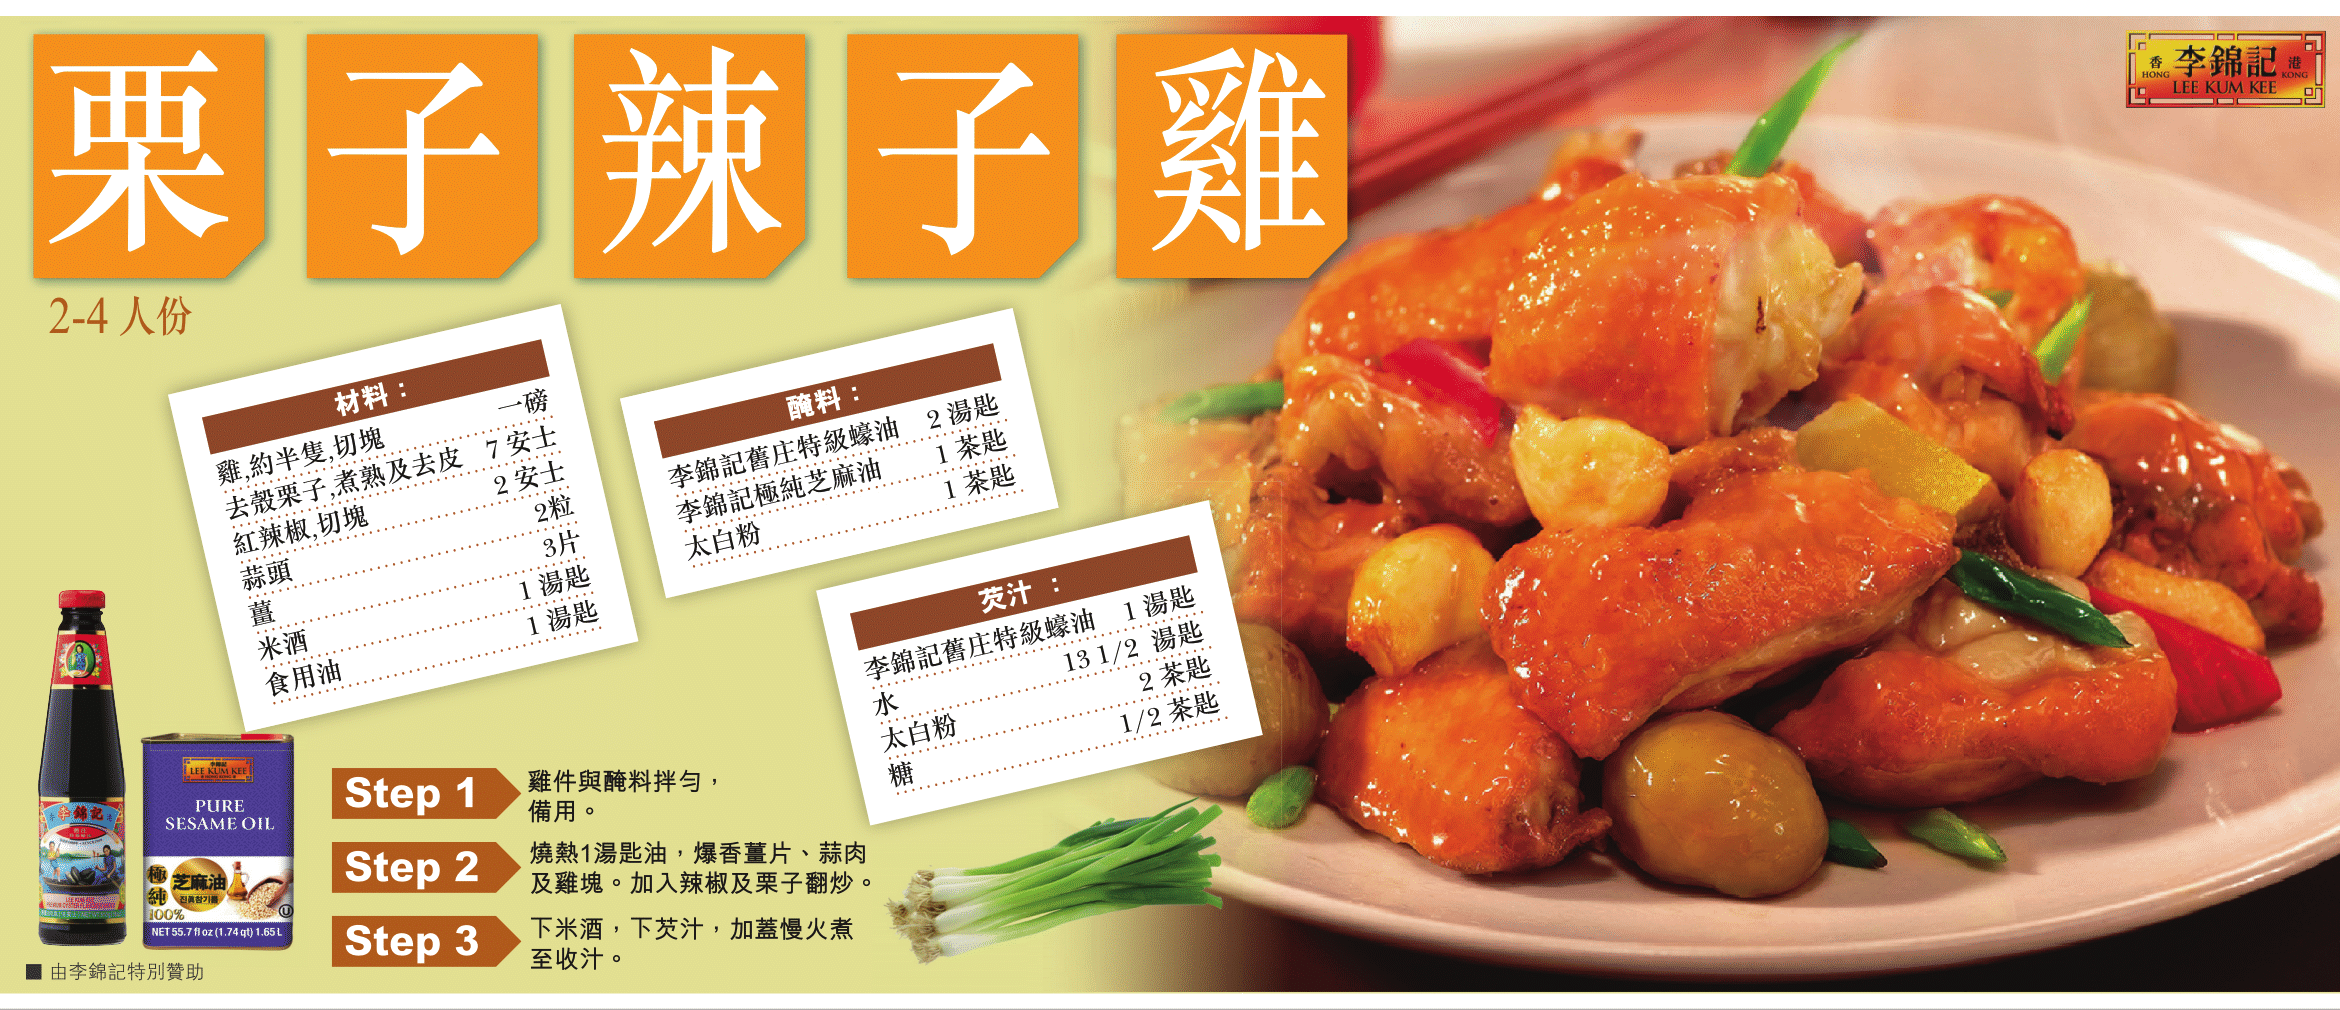 栗子辣子雞
香港 李錦記
HONG KONG
LEE KUM KEE
2-4 人份
材料：
雞,約半隻,切塊 一磅
去殼栗子,煮熟及去皮 7 安士
紅辣椒,切塊 2 安士
蒜頭 2粒
薑 3片
米酒 1 湯匙
食用油 1 湯匙
醃料：
李錦記舊庄特級蠔油 2 湯匙
李錦記極純芝麻油 1 茶匙
太白粉 1 茶匙
芡汁 ：
李錦記舊庄特級蠔油 1 湯匙
水 13 1/2 湯匙
太白粉 2 茶匙
糖 1/2 茶匙
Step 1
雞件與醃料拌勻，
備用。
Step 2
燒熱1湯匙油，爆香薑片、蒜肉
及雞塊。加入辣椒及栗子翻炒。
Step 3
下米酒，下芡汁，加蓋慢火煮
至收汁。
李錦記
李錦記
LEE KUM KEE
PURE
SESAME OIL
極純 芝麻油
100%
NET 55.7 fl oz (1.74 qt) 1.65 L
■ 由李錦記特別贊助